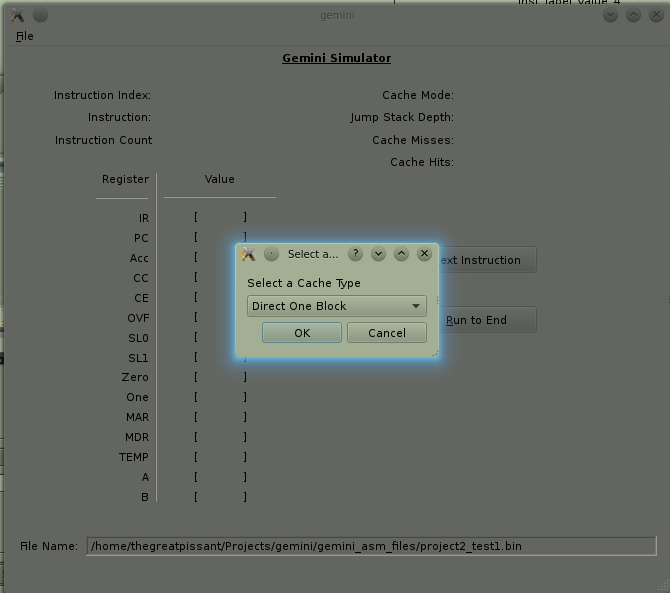 Inst label value 4
gemini
File
Gemini Simulator
Instruction Index:
Cache Mode:
Instruction:
Jump Stack Depth:
Instruction Count
Cache Misses:
Cache Hits:
Register Value
IR [ ]
PC [ ]
Acc [
CC [
CE [
OVF [
SL0 [
SL1 [ ]
Zero [ ]
One [ ]
MAR [ ]
MDR [ ]
TEMP [ ]
A [ ]
B [ ]
Select a...
?
Select a Cache Type
Direct One Block
OK Cancel
ext Instruction
Run to End
File Name: /home/thegreatpissant/Projects/gemini/gemini_asm_files/project2_test1.bin